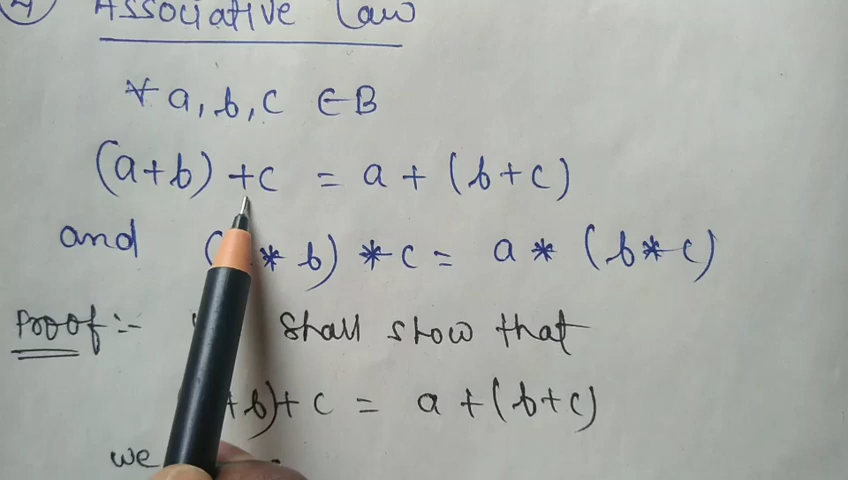 Associative Law
∀ a, b, c ∈ B
(a+b) + c = a + (b+c)
and ( * b) * c = a * (b * c)
Proof :- shall show that
+b)+ c = a + (b+c)
we